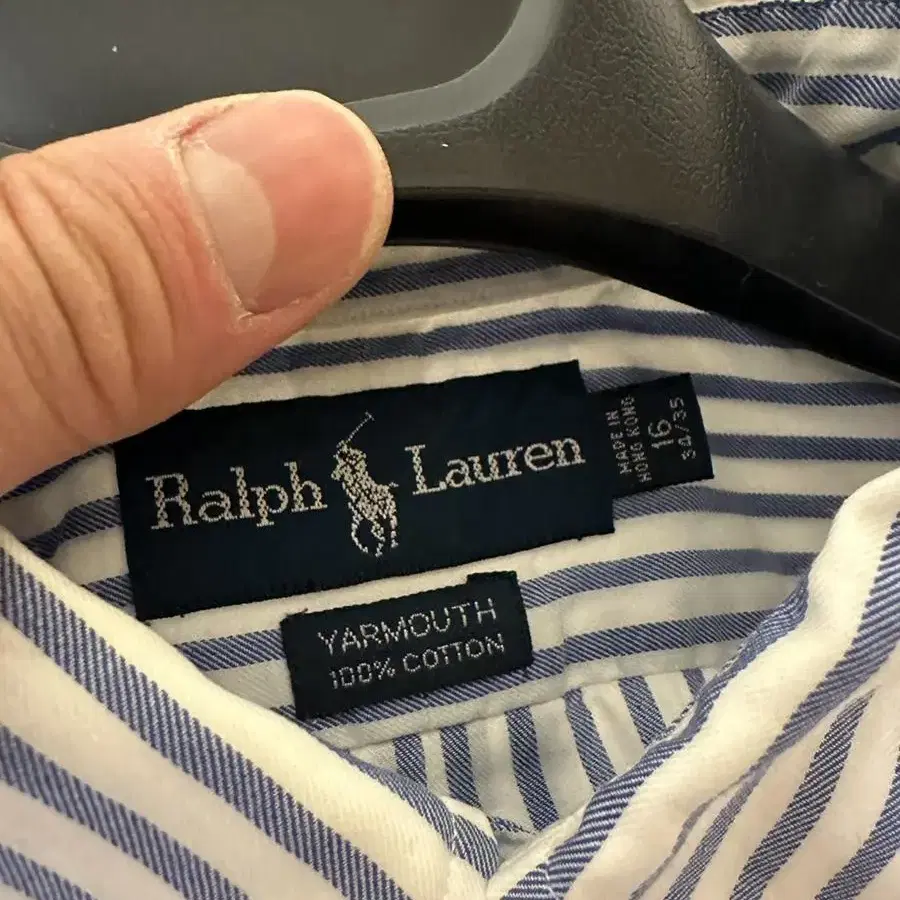 Ralph Lauren
MADE IN
HONG KONG
16
34/35
YARMOUTH
100% COTTON